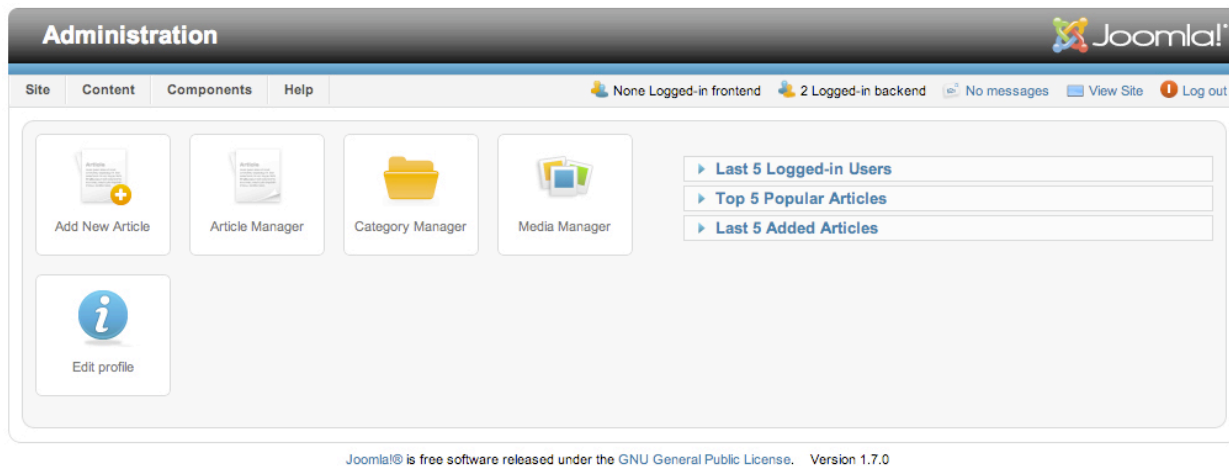 Administration
Joomla!
Site Content Components Help None Logged-in frontend 2 Logged-in backend No messages View Site Log out
Add New Article Article Manager Category Manager Media Manager
Last 5 Logged-in Users
Top 5 Popular Articles
Last 5 Added Articles
Edit profile
Joomla!® is free software released under the GNU General Public License. Version 1.7.0